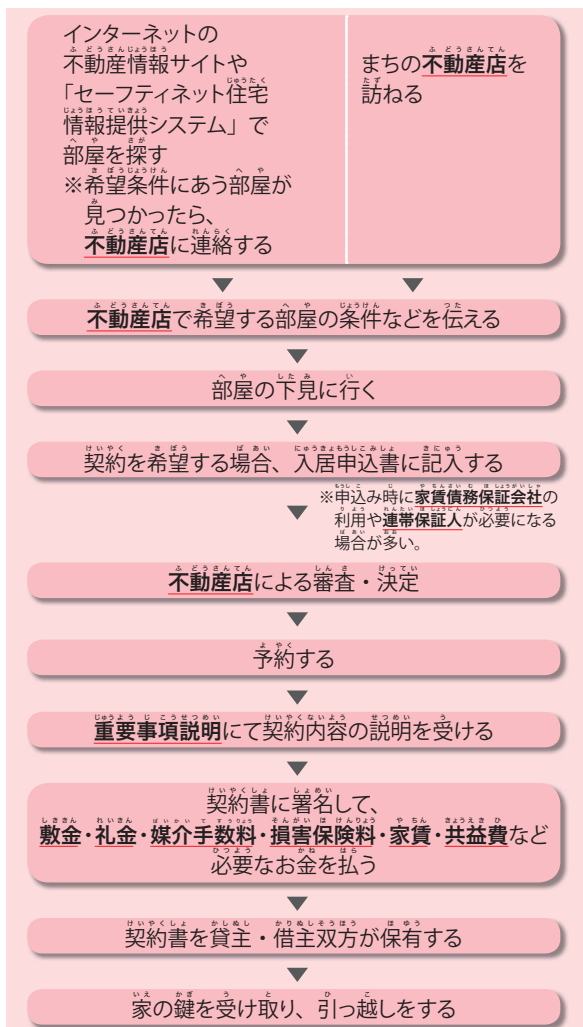 インターネットの
不動産情報サイトや
「セーフティネット住宅
情報提供システム」で
部屋を探す
※希望条件にあう部屋が
見つかったら、
不動産店に連絡する
まちの不動産店を
訪ねる
不動産店で希望する部屋の条件などを伝える
部屋の下見に行く
契約を希望する場合、入居申込書に記入する
※申込み時に家賃債務保証会社の
利用や連帯保証人が必要になる
場合が多い。
不動産店による審査・決定
予約する
重要事項説明にて契約内容の説明を受ける
契約書に署名して、
敷金・礼金・媒介手数料・損害保険料・家賃・共益費など
必要なお金を払う
契約書を貸主・借主双方が保有する
家の鍵を受け取り、引っ越しをする